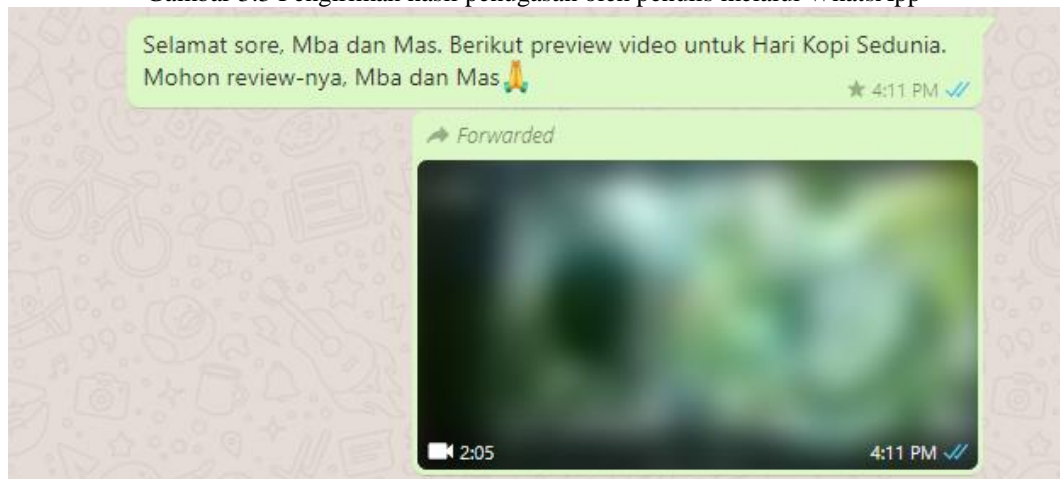 Selamat sore, Mba dan Mas. Berikut preview video untuk Hari Kopi Sedunia.
Mohon review-nya, Mba dan Mas🙏
4:11 PM
Forwarded
2:05
4:11 PM